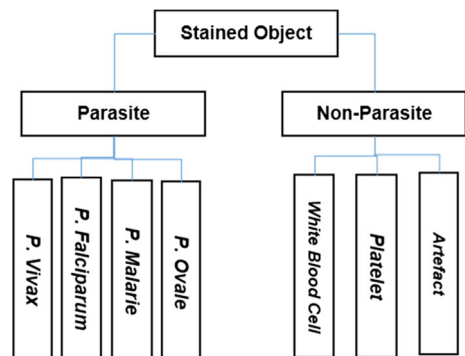 Stained Object
Parasite
Non-Parasite
P. Vivax
P. Falciparum
P. Malarie
P. Ovale
White Blood Cell
Platelet
Artefact